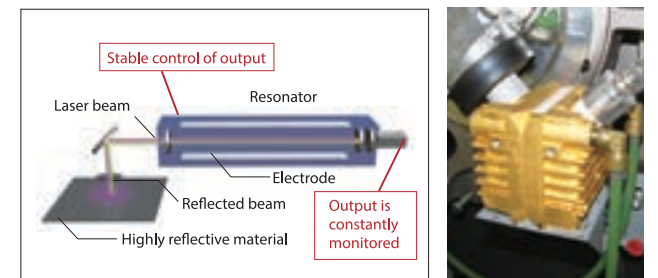 Stable control of output
Laser beam
Resonator
Electrode
Reflected beam
Highly reflective material
Output is
constantly
monitored